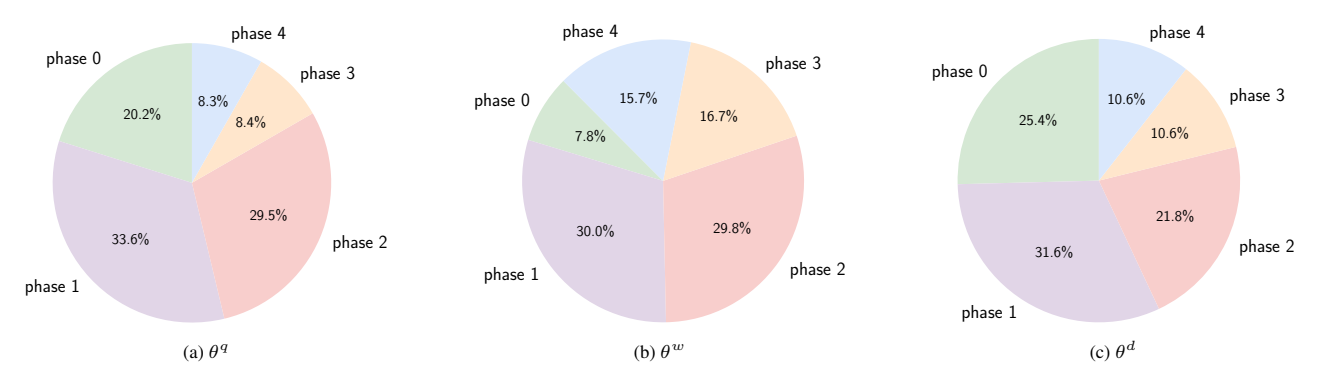 phase 0
phase 4
phase 3
20.2%
8.3%
8.4%
33.6%
29.5%
phase 1
phase 2
(a) θ^q
phase 4
phase 3
phase 0
15.7%
16.7%
7.8%
30.0%
29.8%
phase 1
phase 2
(b) θ^w
phase 4
phase 0
phase 3
25.4%
10.6%
10.6%
31.6%
21.8%
phase 2
phase 1
(c) θ^d